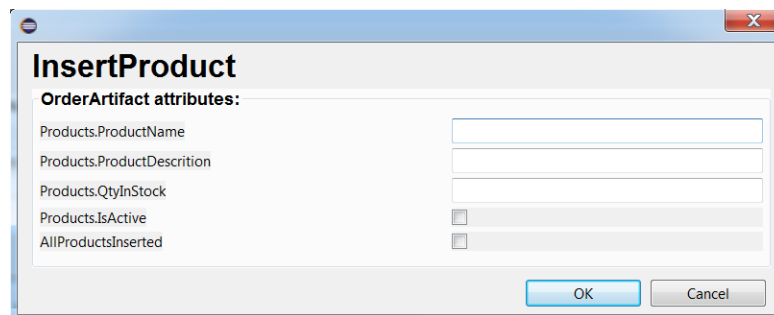 InsertProduct
OrderArtifact attributes:
Products.ProductName
Products.ProductDescrition
Products.QtyInStock
Products.IsActive
AllProductsInserted
OK Cancel